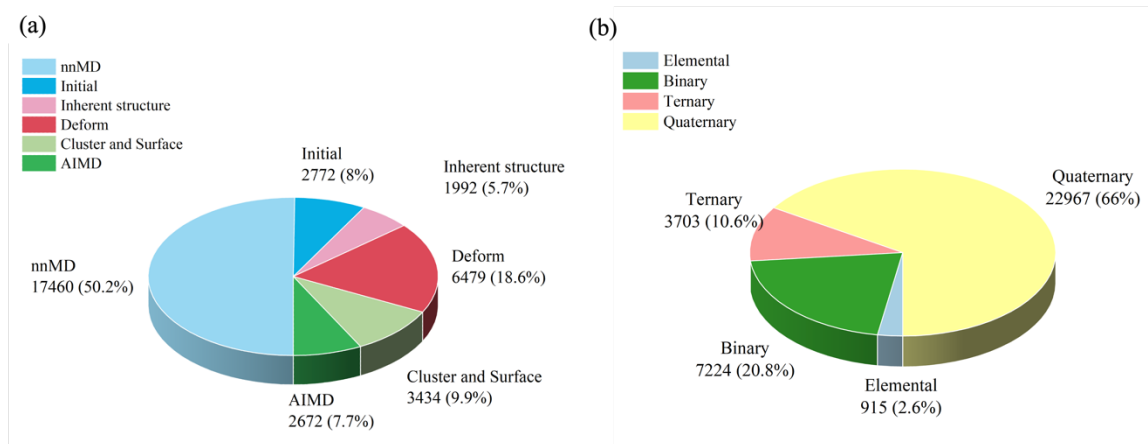 (a)
nnMD
Initial
Inherent structure
Deform
Cluster and Surface
AIMD
Initial
2772 (8%)
Inherent structure
1992 (5.7%)
Deform
6479 (18.6%)
nnMD
17460 (50.2%)
Cluster and Surface
3434 (9.9%)
AIMD
2672 (7.7%)
(b)
Elemental
Binary
Ternary
Quaternary
Quaternary
22967 (66%)
Ternary
3703 (10.6%)
Binary
7224 (20.8%)
Elemental
915 (2.6%)